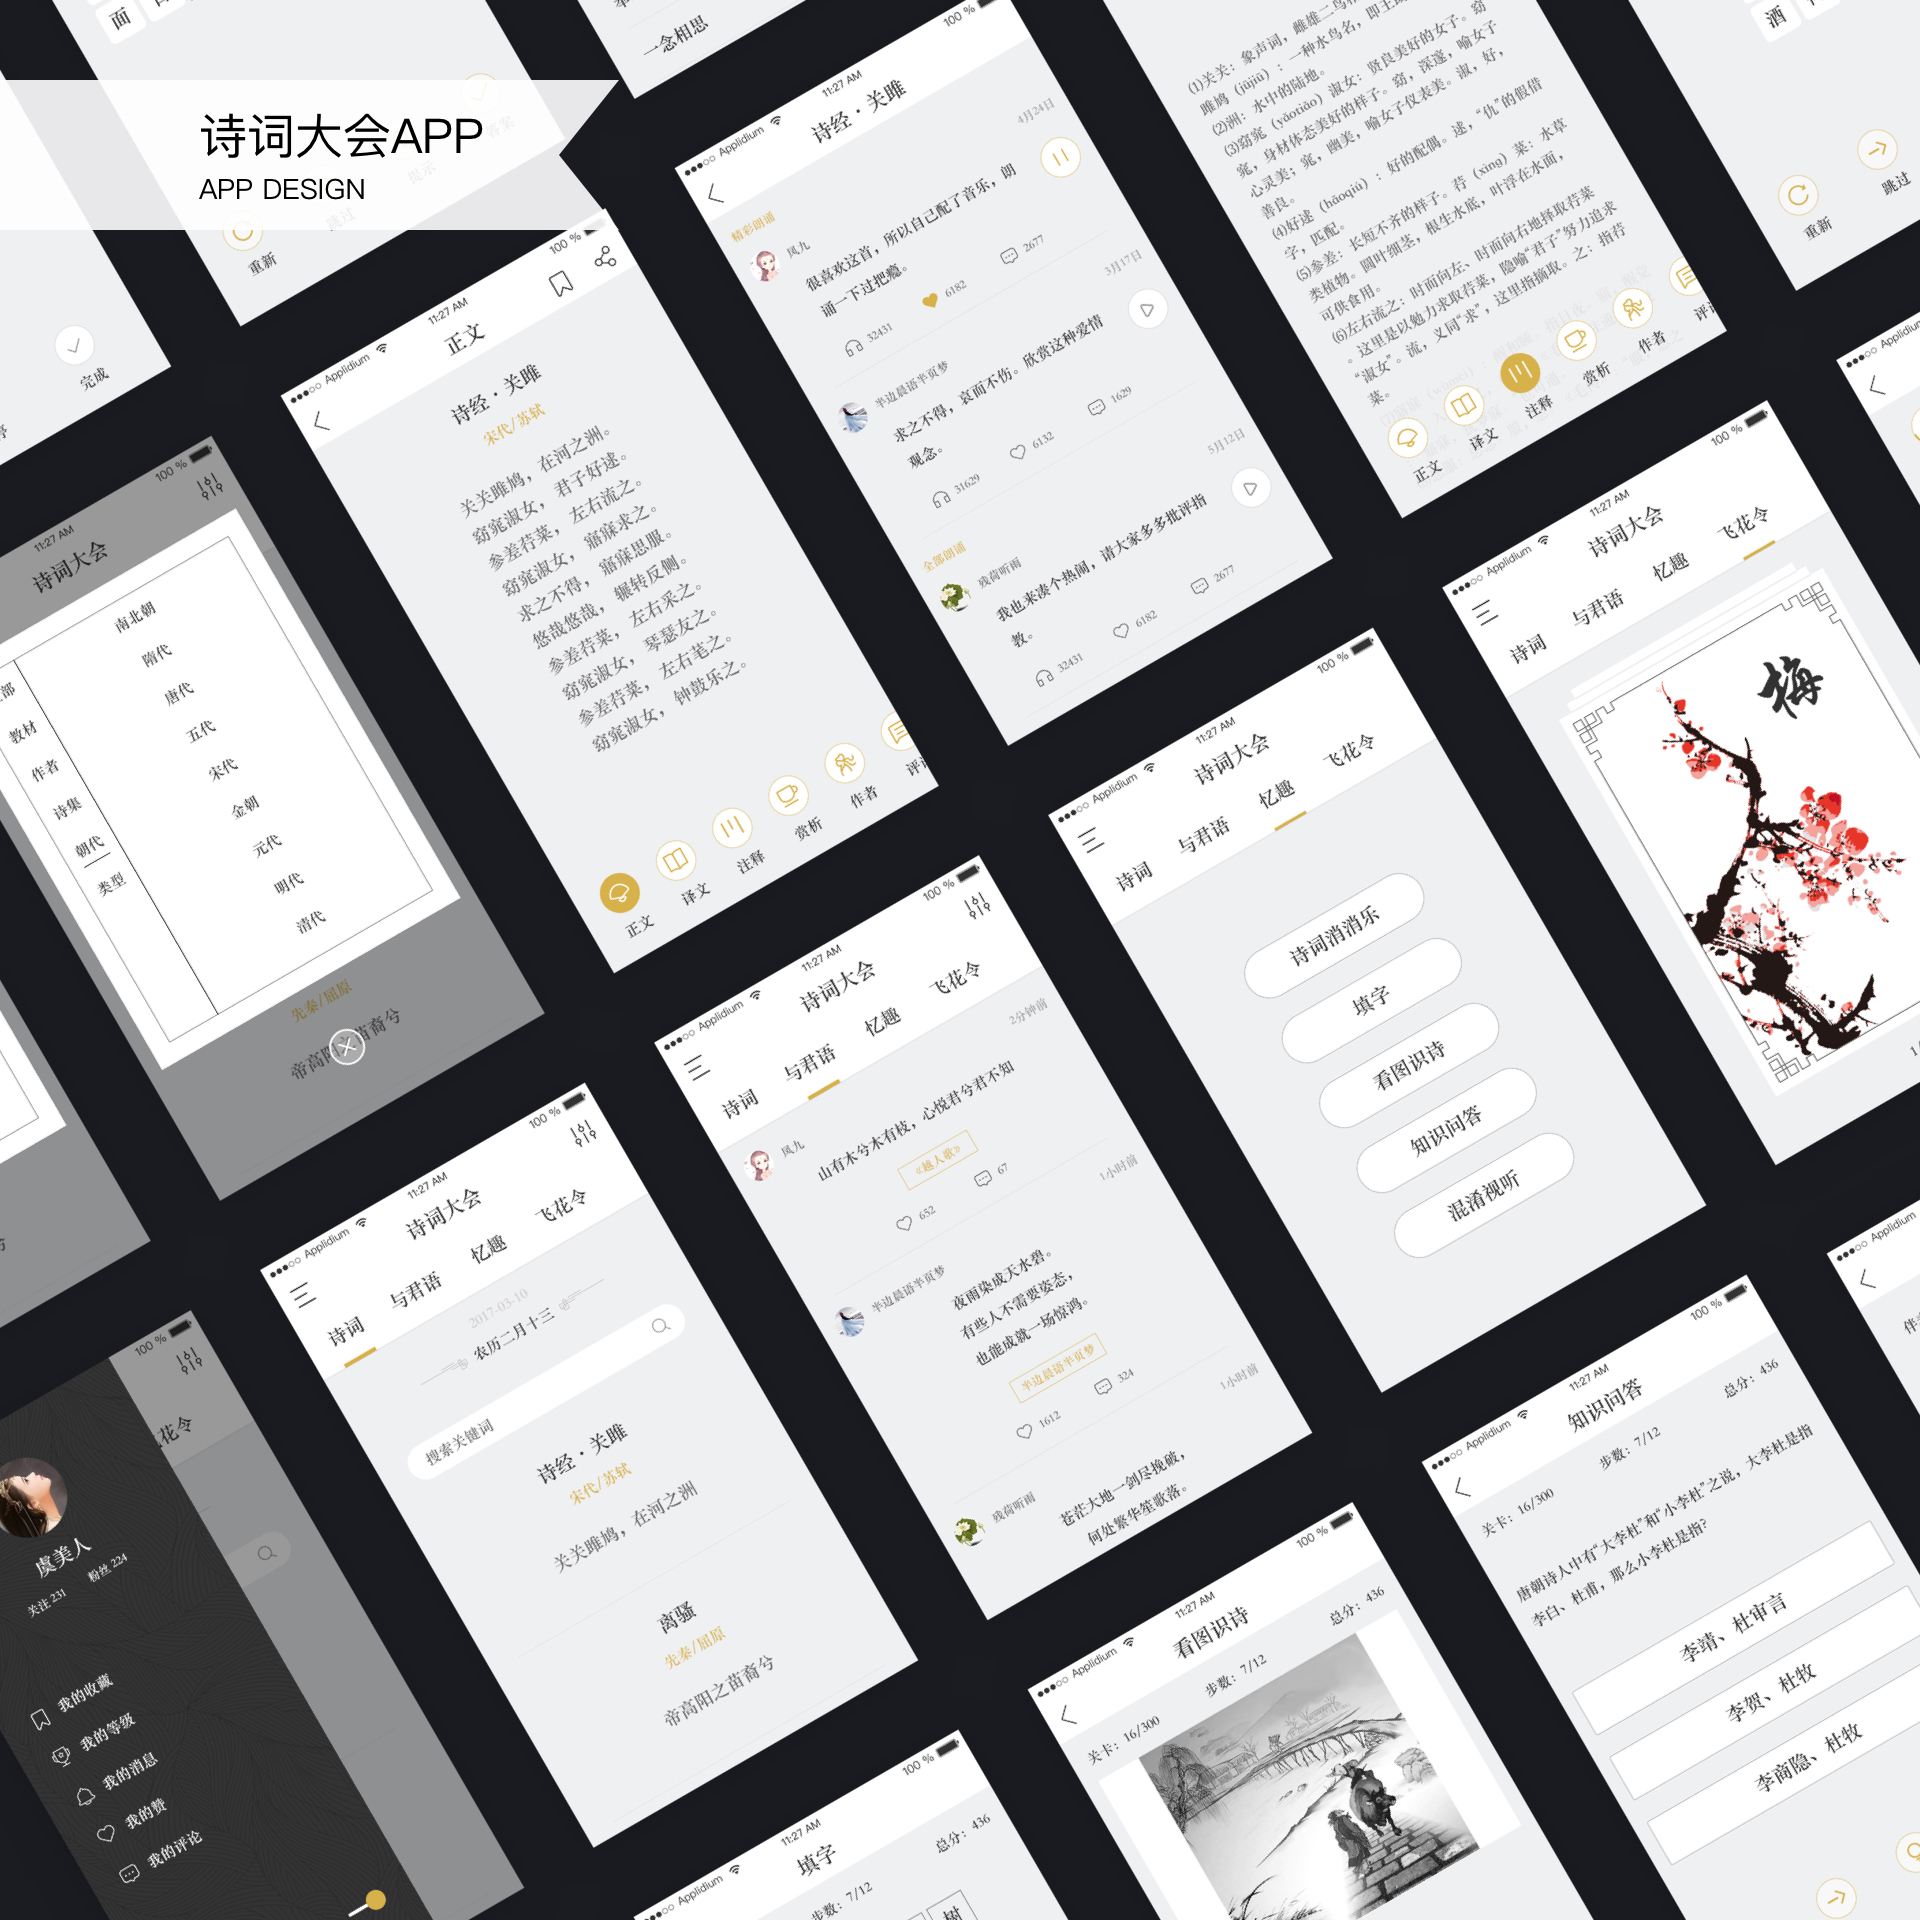 诗词大会APP
APP DESIGN
面
重新
跳过
提示
答案
完成
一念相思
Applidium
11:27 AM
100 %
诗经·关雎
4月24日
精彩朗诵
凤九
很喜欢这首，所以自己配了音乐，朗
诵一下过把瘾。
32431
6182
2677
3月17日
半边晨语半页梦
求之不得，哀而不伤。欣赏这种爱情
观念。
31629
6132
1629
5月12日
全部朗诵
残荷听雨
我也来凑个热闹，请大家多多批评指
教。
32431
6182
2677
⑴关关：象声词，雌雄二鸟
雎鸠（jūjiū）：一种水鸟名，即王
⑵洲：水中的陆地。
⑶窈窕（yǎotiǎo）淑女：贤良美好的女子。窈
窕，身材体态美好的样子。窈，深邃，喻女子
心灵美；窕，幽美，喻女子仪表美。淑，好，
善良。
⑷好逑（hǎoqiú）：好的配偶。逑，“仇”的假借
字，匹配。
⑸参差：长短不齐的样子。荇（xìng）菜：水草
类植物。圆叶细茎，根生水底，叶浮在水面，
可供食用。
⑹左右流之：时而向左、时而向右地择取荇菜
。这里是以勉力求取荇菜，隐喻“君子”努力追求
“淑女”。流，义同“求”，这里指摘取。之：指荇
菜。
正文
译文
注释
赏析
作者
酒
重新
跳过
Applidium
11:27 AM
100 %
正文
诗经·关雎
宋代/苏轼
关关雎鸠，在河之洲。
窈窕淑女，君子好逑。
参差荇菜，左右流之。
窈窕淑女，寤寐求之。
求之不得，寤寐思服。
悠哉悠哉，辗转反侧。
参差荇菜，左右采之。
窈窕淑女，琴瑟友之。
参差荇菜，左右芼之。
窈窕淑女，钟鼓乐之。
正文
译文
注释
赏析
作者
11:27 AM
100 %
诗词大会
教材
作者
诗集
朝代
类型
南北朝
隋代
唐代
五代
宋代
金朝
元代
明代
清代
先秦/屈原
帝高阳之苗裔兮
Applidium
11:27 AM
100 %
诗词大会
诗词
与君语
忆趣
飞花令
梅
Applidium
11:27 AM
100 %
诗词大会
诗词
与君语
忆趣
飞花令
诗词消消乐
填字
看图识诗
知识问答
混淆视听
Applidium
11:27 AM
100 %
诗词大会
诗词
与君语
忆趣
飞花令
2分钟前
凤九
山有木兮木有枝，心悦君兮君不知
《越人歌》
652
67
1小时前
半边晨语半页梦
夜雨染成天水碧。
有些人不需要姿态，
也能成就一场惊鸿。
半边晨语半页梦
1612
324
1小时前
残荷听雨
苍茫大地一剑尽挽破，
何处繁华笙歌落。
Applidium
11:27 AM
100 %
诗词大会
诗词
与君语
忆趣
飞花令
2017-03-10
农历二月十三
搜索关键词
诗经·关雎
宋代/苏轼
关关雎鸠，在河之洲
离骚
先秦/屈原
帝高阳之苗裔兮
100 %
花令
虞美人
关注 231
粉丝 224
我的收藏
我的等级
我的消息
我的赞
我的评论
Applidium
11:27 AM
100 %
知识问答
关卡：16/300
步数：7/12
总分：436
唐朝诗人中有“大李杜”和“小李杜”之说，大李杜是指
李白、杜甫，那么小李杜是指?
李靖、杜审言
李贺、杜牧
李商隐、杜牧
Applidium
11:27 AM
100 %
看图识诗
关卡：16/300
步数：7/12
总分：436
Applidium
11:27 AM
100 %
填字
步数：7/12
总分：436
树
Applidium